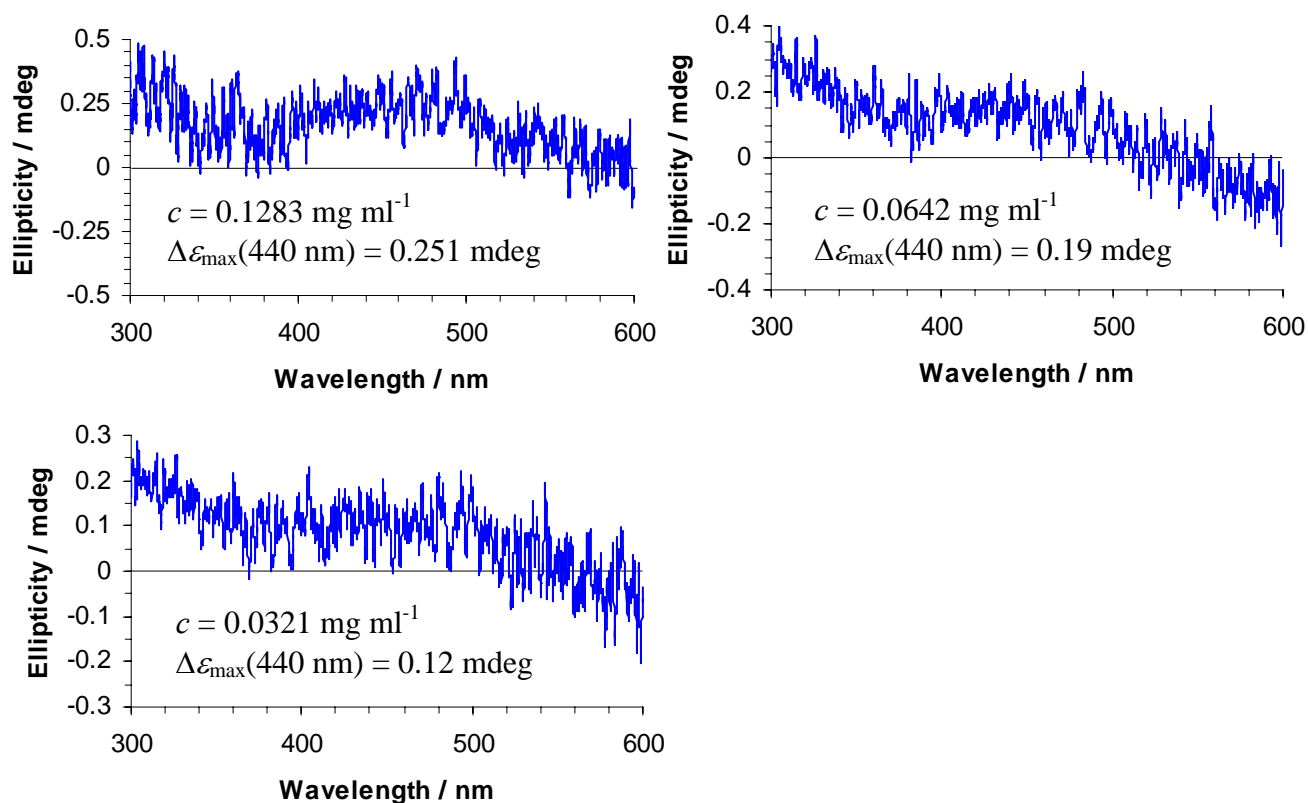 0.5
0.25
0
-0.25
-0.5
Ellipticity / mdeg
c = 0.1283 mg ml⁻¹
Δεmax(440 nm) = 0.251 mdeg
300 400 500 600
Wavelength / nm
0.4
0.2
0
-0.2
-0.4
Ellipticity / mdeg
c = 0.0642 mg ml⁻¹
Δεmax(440 nm) = 0.19 mdeg
300 400 500 600
Wavelength / nm
0.3
0.2
0.1
0
-0.1
-0.2
-0.3
Ellipticity / mdeg
c = 0.0321 mg ml⁻¹
Δεmax(440 nm) = 0.12 mdeg
300 400 500 600
Wavelength / nm